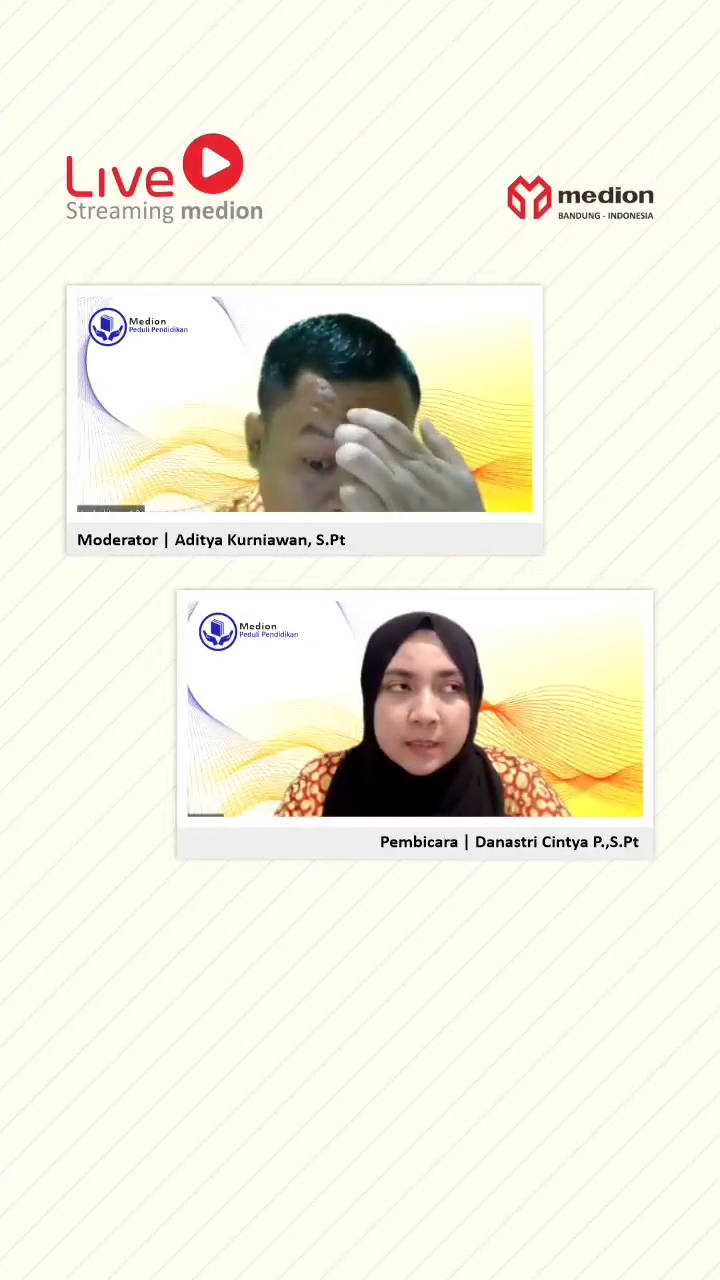 Live
Streaming medion
medion
BANDUNG - INDONESIA
Medion
Peduli Pendidikan
Moderator | Aditya Kurniawan, S.Pt
Medion
Peduli Pendidikan
Pembicara | Danastri Cintya P.,S.Pt